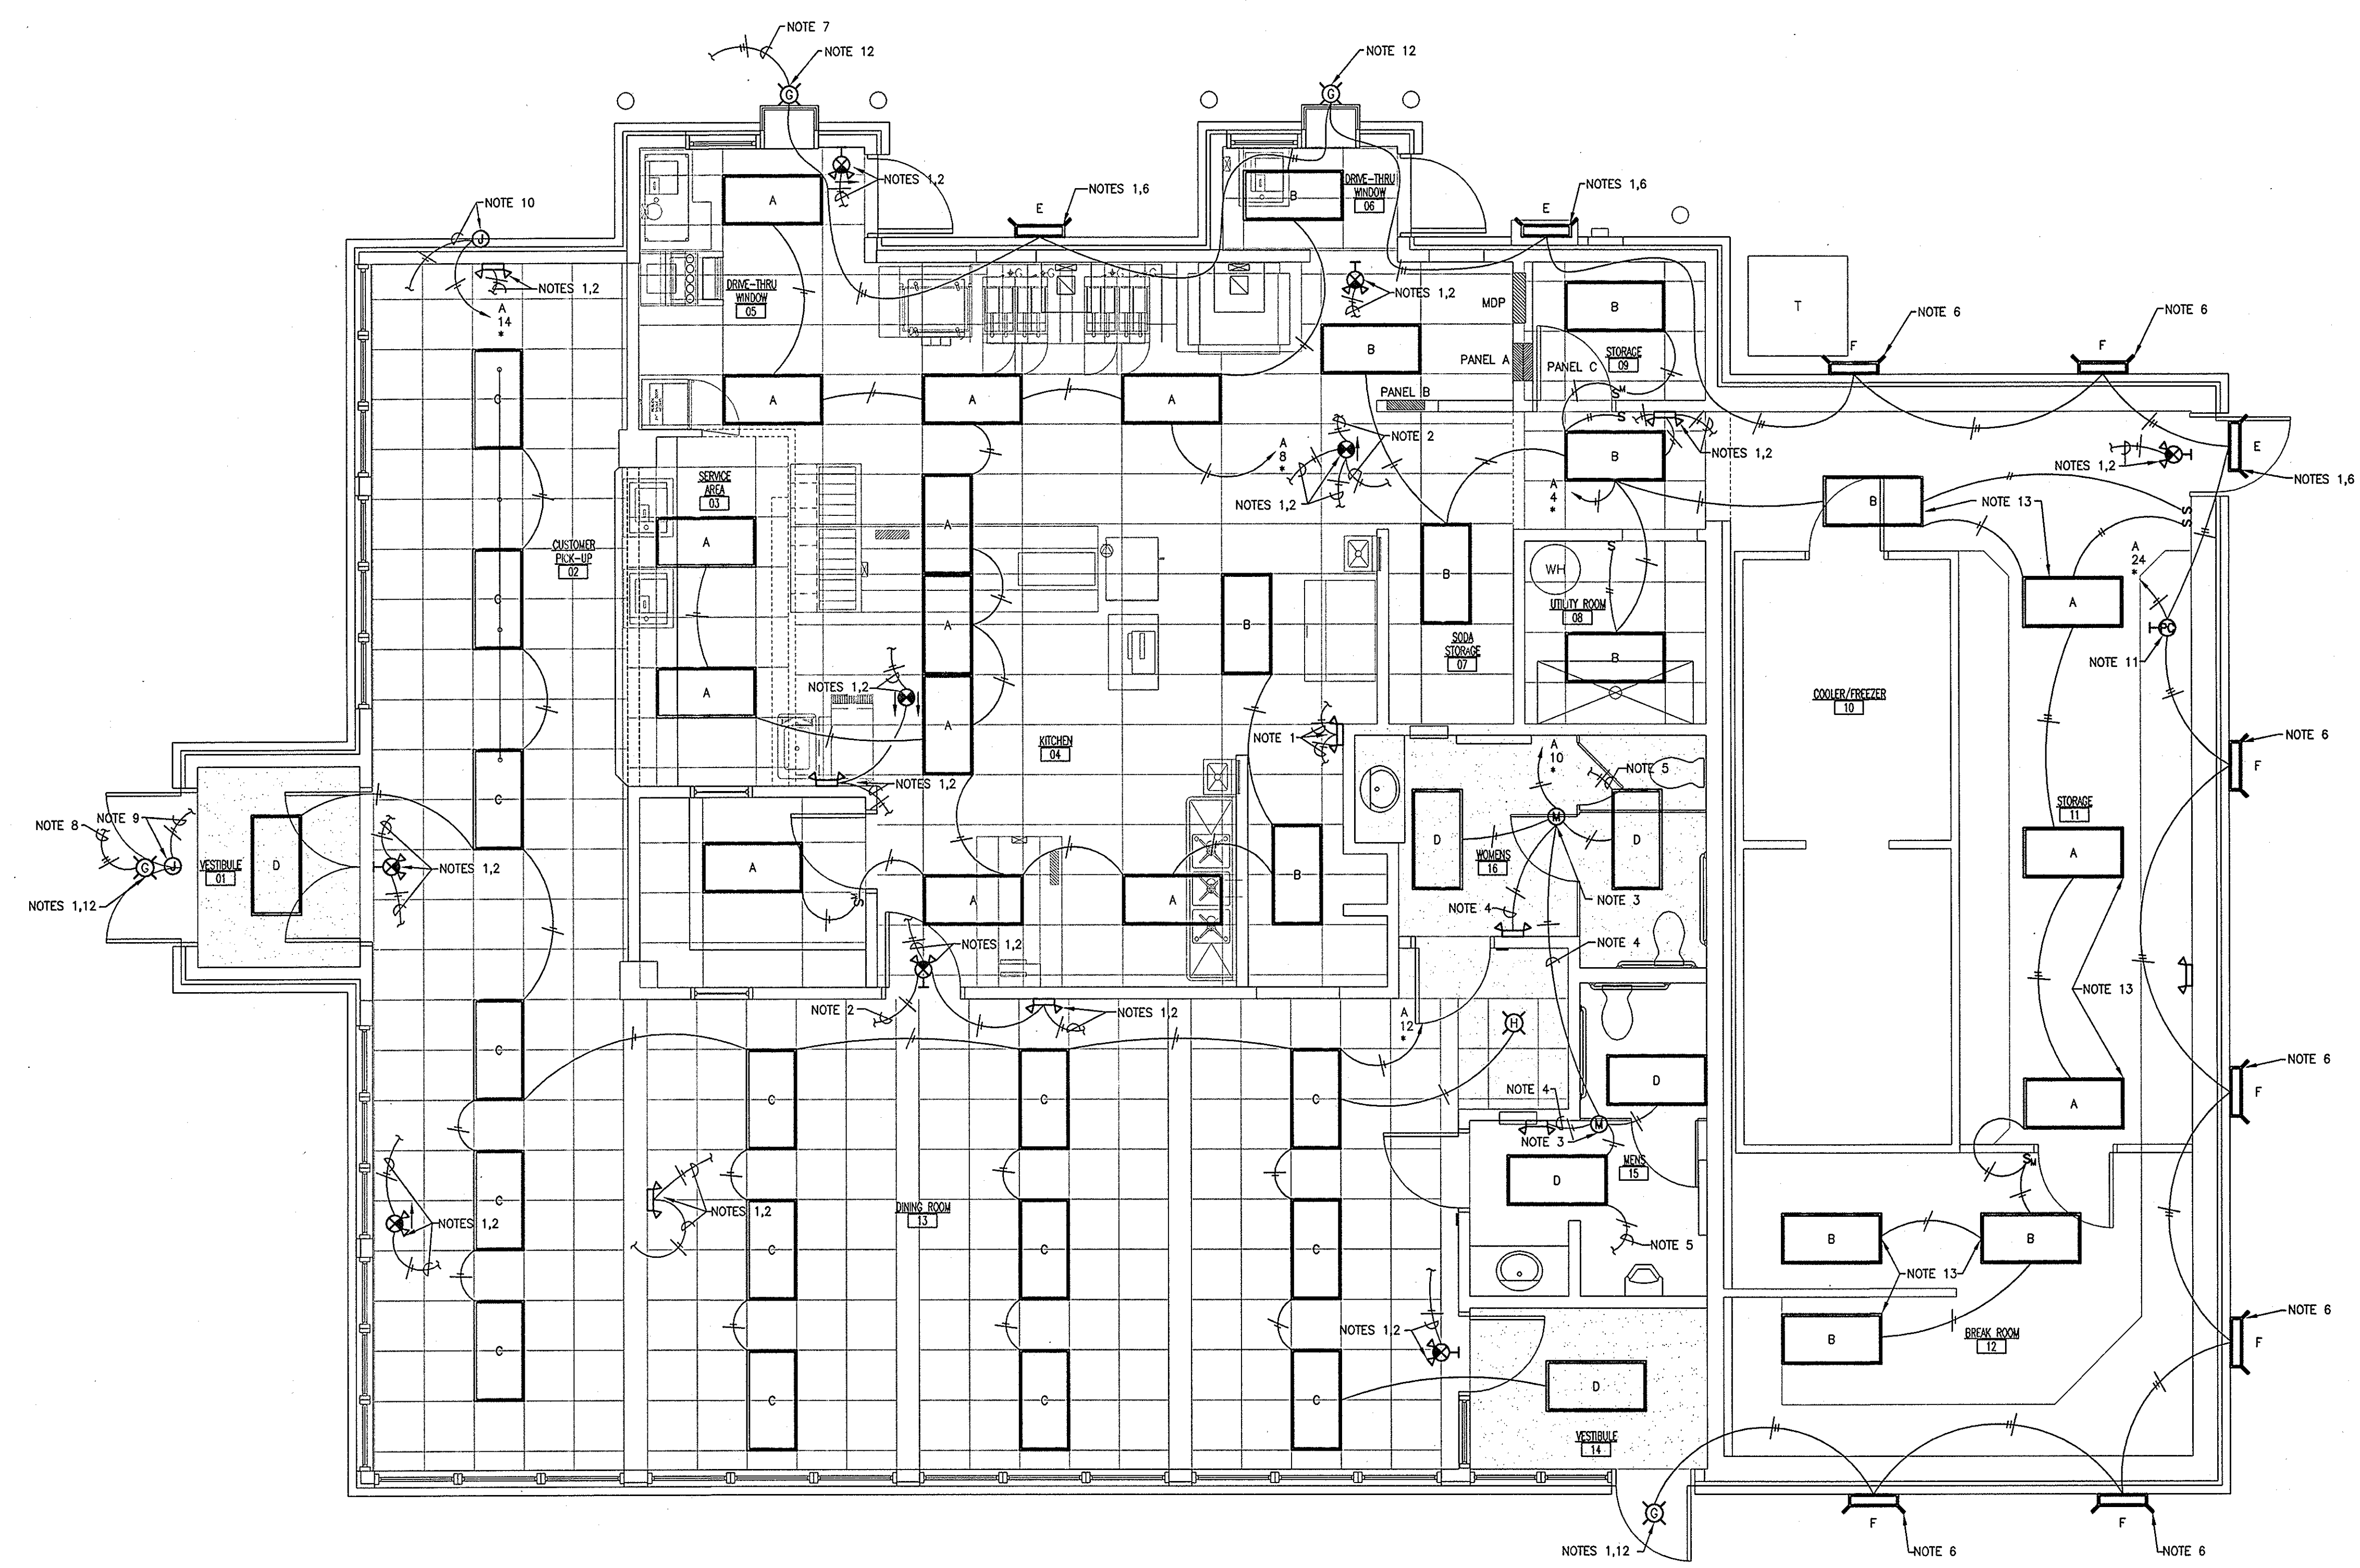 NOTE 7
NOTE 12
NOTE 12
G
G
NOTES 1,2
NOTES 1,6
E
DRIVE-THRU
WINDOW
06
NOTES 1,6
E
A
B
NOTE 10
J
NOTES 1,2
A
14
*
DRIVE-THRU
WINDOW
05
NOTES 1,2
MDP
B
STORAGE
09
T
NOTE 6
F
NOTE 6
F
PANEL A
PANEL C
B
PANEL B
C
A
A
A
S M
S
NOTE 2
A
8
*
NOTES 1,2
B
NOTES 1,2
E
NOTES 1,2
NOTES 1,6
SERVICE
AREA
03
A
4
*
B
NOTE 13
S
S
S
A
CUSTOMER
PICK-UP
02
A
S
WH
B
A
24
*
C
A
B
UTILITY ROOM
08
A
PC
SODA
STORAGE
07
B
NOTE 11
NOTES 1,2
A
A
COOLER/FREEZER
10
KITCHEN
04
NOTE 1
A
10
*
NOTE 5
NOTE 6
F
NOTES 1,2
C
STORAGE
11
NOTE 8
NOTE 9
G
J
VESTIBULE
01
D
NOTES 1,2
M
D
D
WOMENS
16
A
A
A
A
B
S
NOTES 1,12
NOTE 4
NOTE 3
NOTES 1,2
NOTE 4
NOTE 13
NOTE 2
NOTES 1,2
A
12
*
H
C
C
C
C
D
NOTE 6
F
A
NOTE 4
M
NOTE 3
MENS
15
S M
D
C
DINING ROOM
13
NOTES 1,2
NOTES 1,2
C
C
C
NOTE 5
B
B
NOTE 13
NOTE 6
F
NOTES 1,2
C
C
C
C
D
B
BREAK ROOM
12
VESTIBULE
14
G
NOTES 1,12
F
NOTE 6
F
NOTE 6